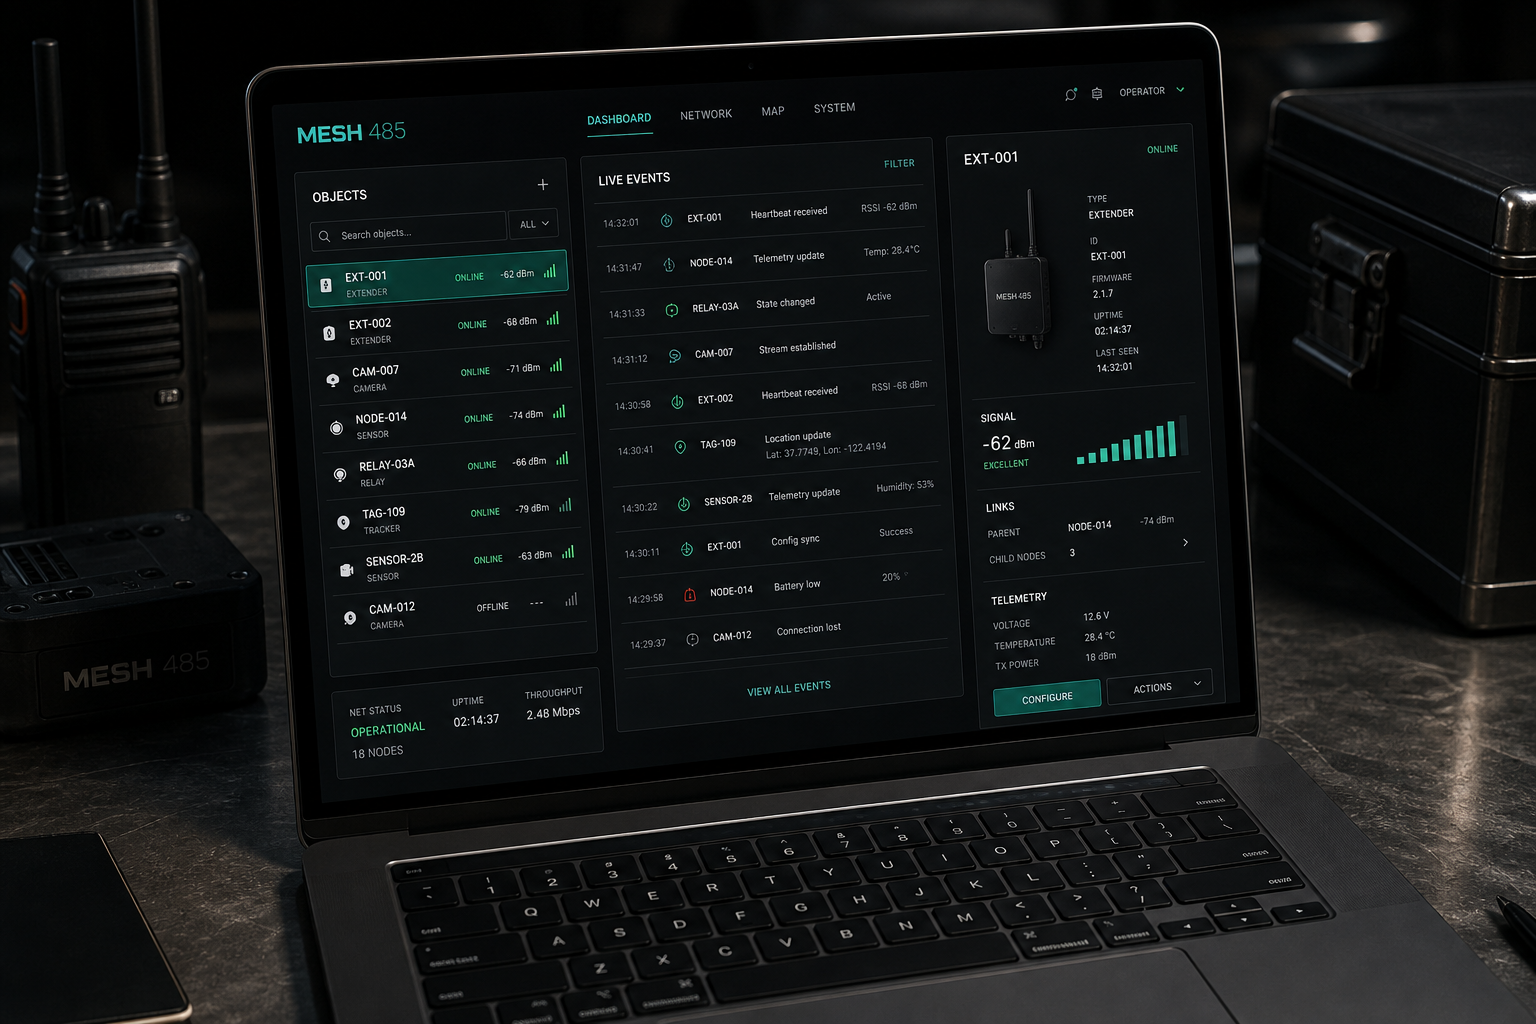 MESH 485
DASHBOARD
NETWORK
MAP
SYSTEM
OPERATOR
OBJECTS
+
Search objects...
ALL
EXT-001
EXTENDER
ONLINE
-62 dBm
EXT-002
EXTENDER
ONLINE
-68 dBm
CAM-007
CAMERA
ONLINE
-71 dBm
NODE-014
SENSOR
ONLINE
-74 dBm
RELAY-03A
RELAY
ONLINE
-66 dBm
TAG-109
TRACKER
ONLINE
-79 dBm
SENSOR-2B
SENSOR
ONLINE
-63 dBm
CAM-012
CAMERA
OFFLINE
---
NET STATUS
OPERATIONAL
18 NODES
UPTIME
02:14:37
THROUGHPUT
2.48 Mbps
LIVE EVENTS
FILTER
14:32:01 EXT-001 Heartbeat received RSSI -62 dBm
14:31:47 NODE-014 Telemetry update Temp: 28.4°C
14:31:33 RELAY-03A State changed Active
14:31:12 CAM-007 Stream established
14:30:58 EXT-002 Heartbeat received RSSI -68 dBm
14:30:41 TAG-109 Location update
Lat: 37.7749, Lon: -122.4194
14:30:22 SENSOR-2B Telemetry update Humidity: 53%
14:30:11 EXT-001 Config sync Success
14:29:58 NODE-014 Battery low 20%
14:29:37 CAM-012 Connection lost
VIEW ALL EVENTS
EXT-001
ONLINE
MESH 485
TYPE
EXTENDER
ID
EXT-001
FIRMWARE
2.1.7
UPTIME
02:14:37
LAST SEEN
14:32:01
SIGNAL
-62 dBm
EXCELLENT
LINKS
PARENT NODE-014 -74 dBm
CHILD NODES 3
TELEMETRY
VOLTAGE 12.6 V
TEMPERATURE 28.4 °C
TX POWER 18 dBm
CONFIGURE
ACTIONS
MESH 485
1 2 3 4 5 6 7 8 9 0
Q W E R T Y U I O P
A S D F G H J K L
Z X C V B N M